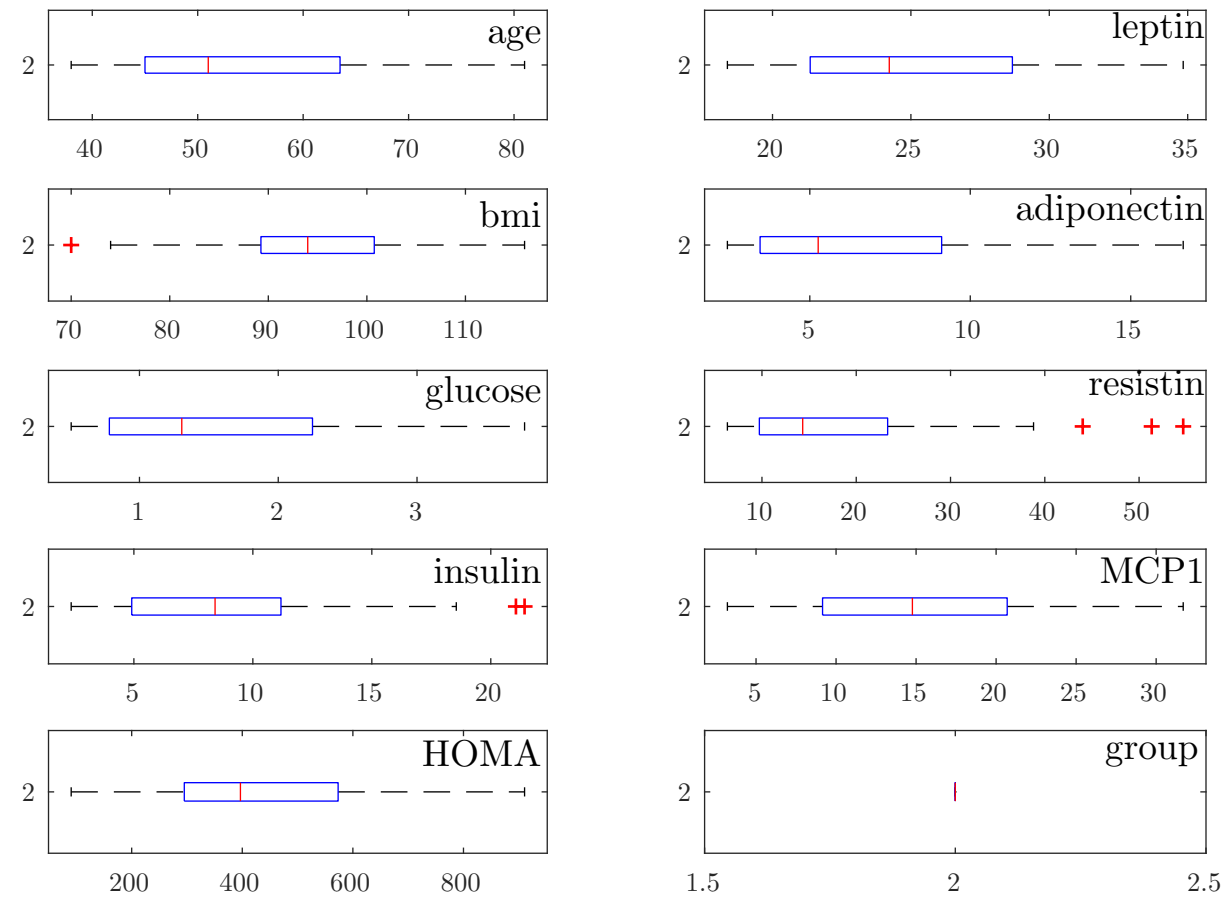 age
2
40 50 60 70 80
leptin
2
20 25 30 35
bmi
2
70 80 90 100 110
adiponectin
2
5 10 15
glucose
2
1 2 3
resistin
2
10 20 30 40 50
insulin
2
5 10 15 20
MCP1
2
5 10 15 20 25 30
HOMA
2
200 400 600 800
group
2
1.5 2 2.5